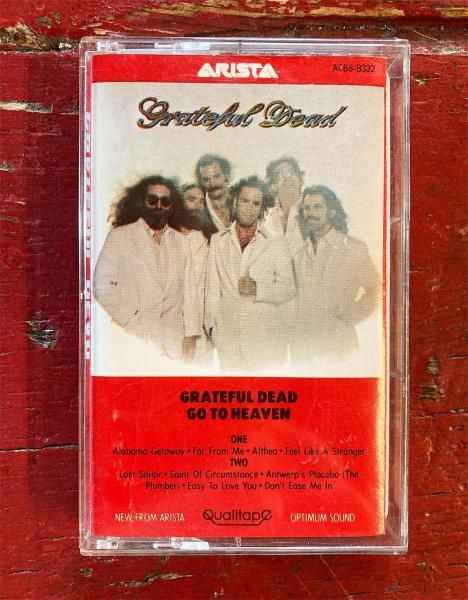 ARISTA
AC86-8332
Grateful Dead
GRATEFUL DEAD
GO TO HEAVEN
ONE
Alabama Getaway • Far From Me • Althea • Feel Like A Stranger
TWO
Lost Sailor • Saint Of Circumstance • Antwerp's Placebo (The
Plumber) • Easy To Love You • Don't Ease Me In
NEW FROM ARISTA
Qualitape
OPTIMUM SOUND